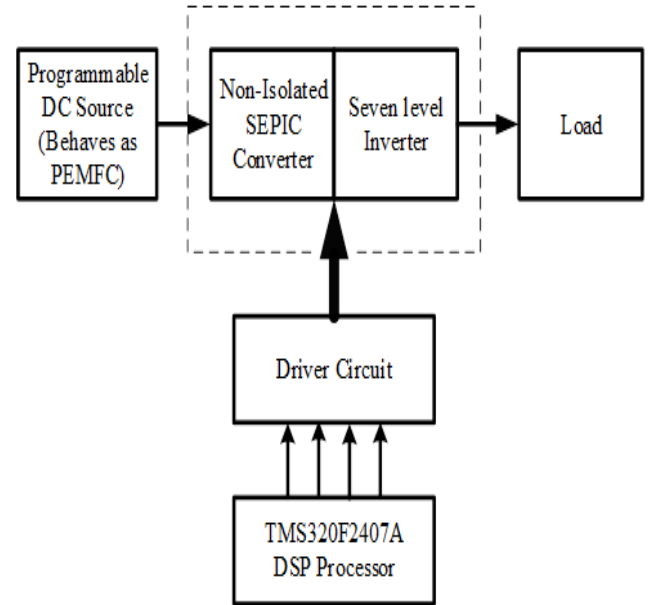 Programmable
DC Source
(Behaves as
PEMFC)
Non-Isolated
SEPIC
Converter
Seven level
Inverter
Load
Driver Circuit
TMS320F2407A
DSP Processor